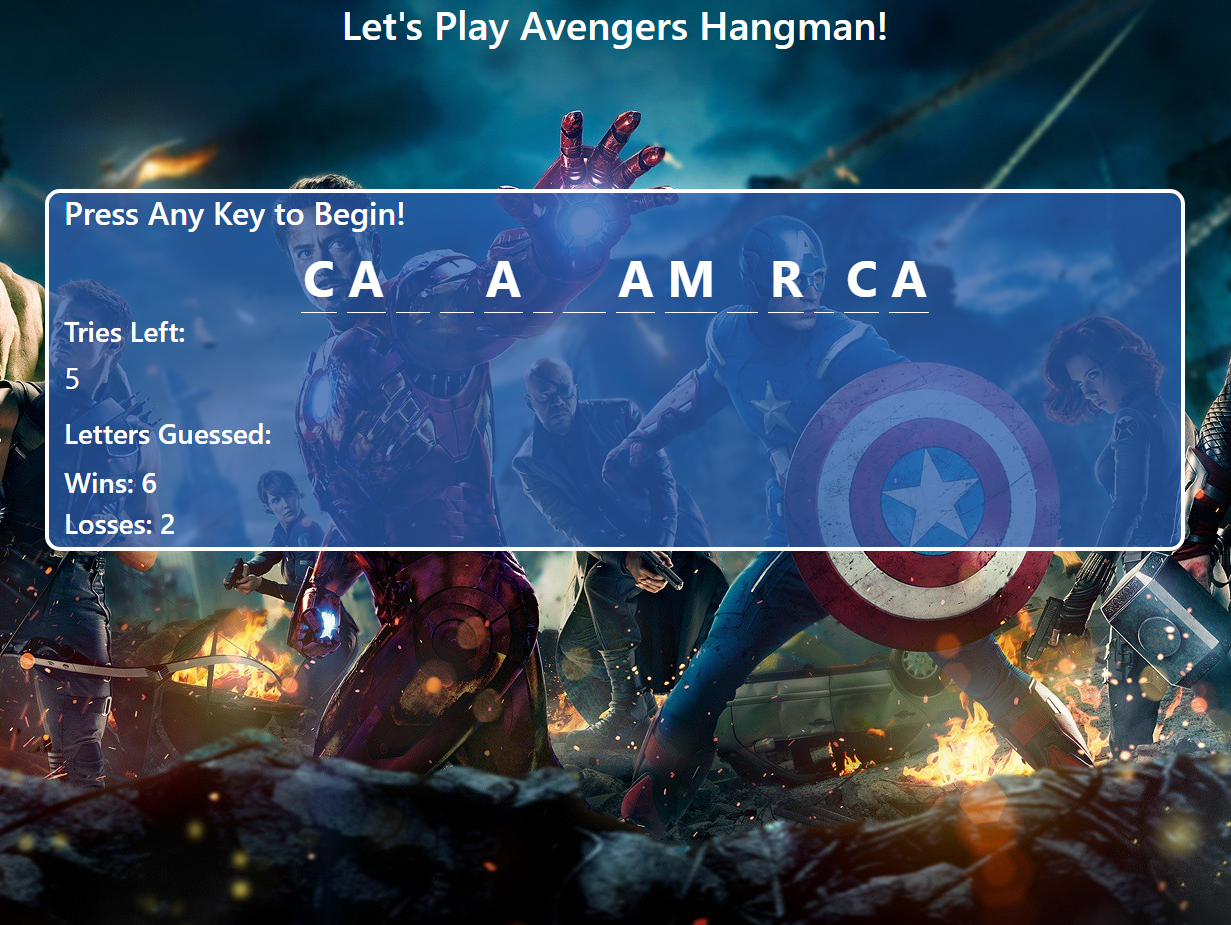 Let's Play Avengers Hangman!
Press Any Key to Begin!
C A _ _ A _ _ A M _ R _ C A
Tries Left:
5
Letters Guessed:
Wins: 6
Losses: 2